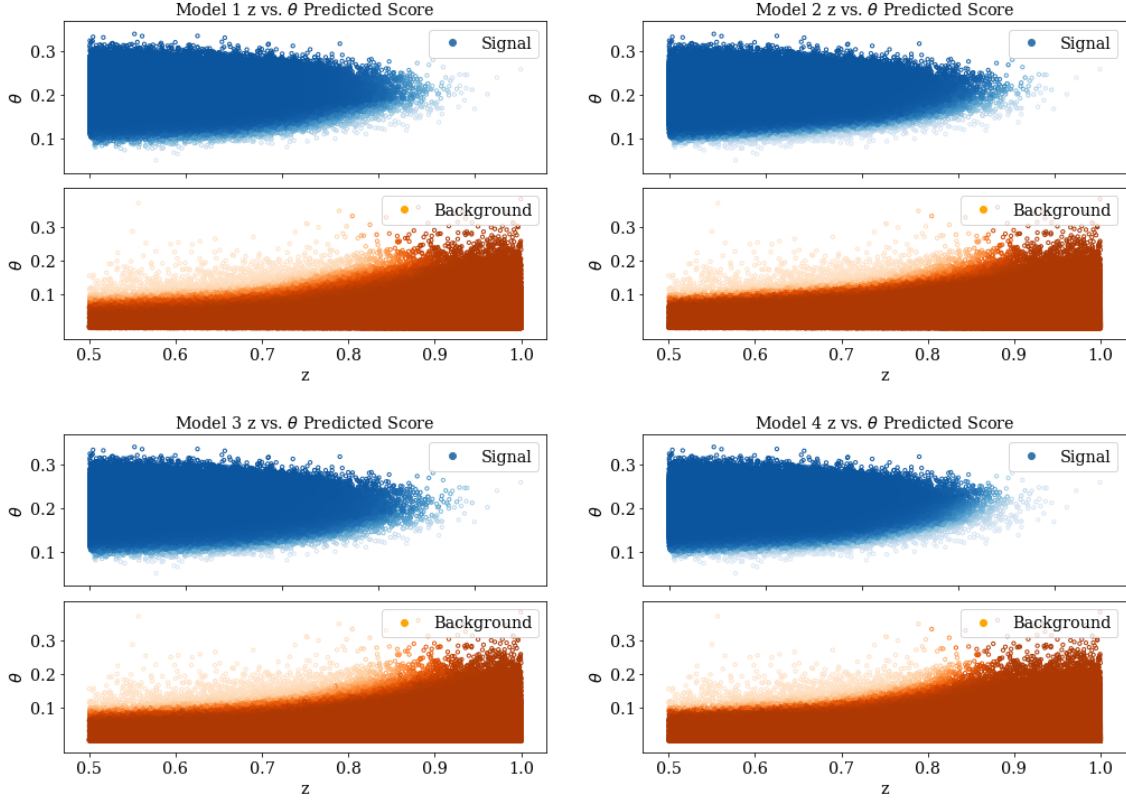 Model 1 z vs. θ Predicted Score
Signal
0.3
0.2
0.1
θ
Background
0.3
0.2
0.1
θ
0.5 0.6 0.7 0.8 0.9 1.0
z
Model 2 z vs. θ Predicted Score
Signal
0.3
0.2
0.1
θ
Background
0.3
0.2
0.1
θ
0.5 0.6 0.7 0.8 0.9 1.0
z
Model 3 z vs. θ Predicted Score
Signal
0.3
0.2
0.1
θ
Background
0.3
0.2
0.1
θ
0.5 0.6 0.7 0.8 0.9 1.0
z
Model 4 z vs. θ Predicted Score
Signal
0.3
0.2
0.1
θ
Background
0.3
0.2
0.1
θ
0.5 0.6 0.7 0.8 0.9 1.0
z